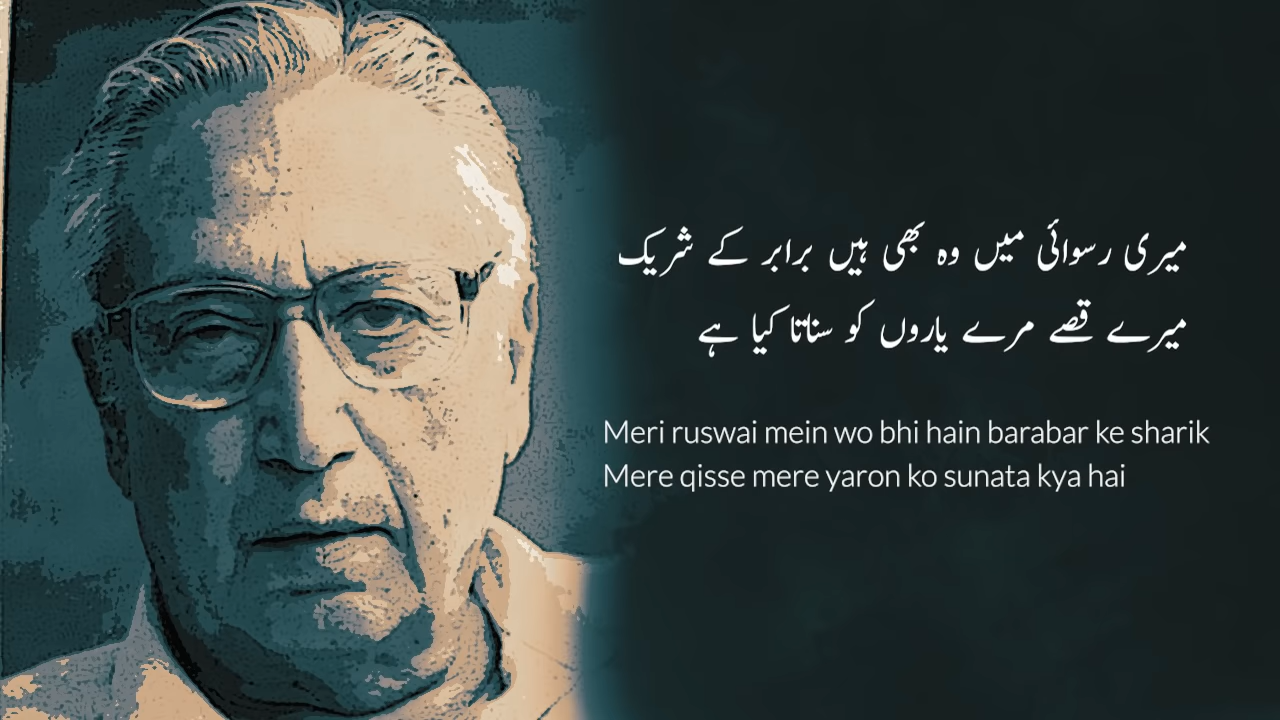 میری رسوائی میں وہ بھی ہیں برابر کے شریک
میرے قصے مرے یاروں کو سناتا کیا ہے
Meri ruswai mein wo bhi hain barabar ke sharik
Mere qisse mere yaron ko sunata kya hai